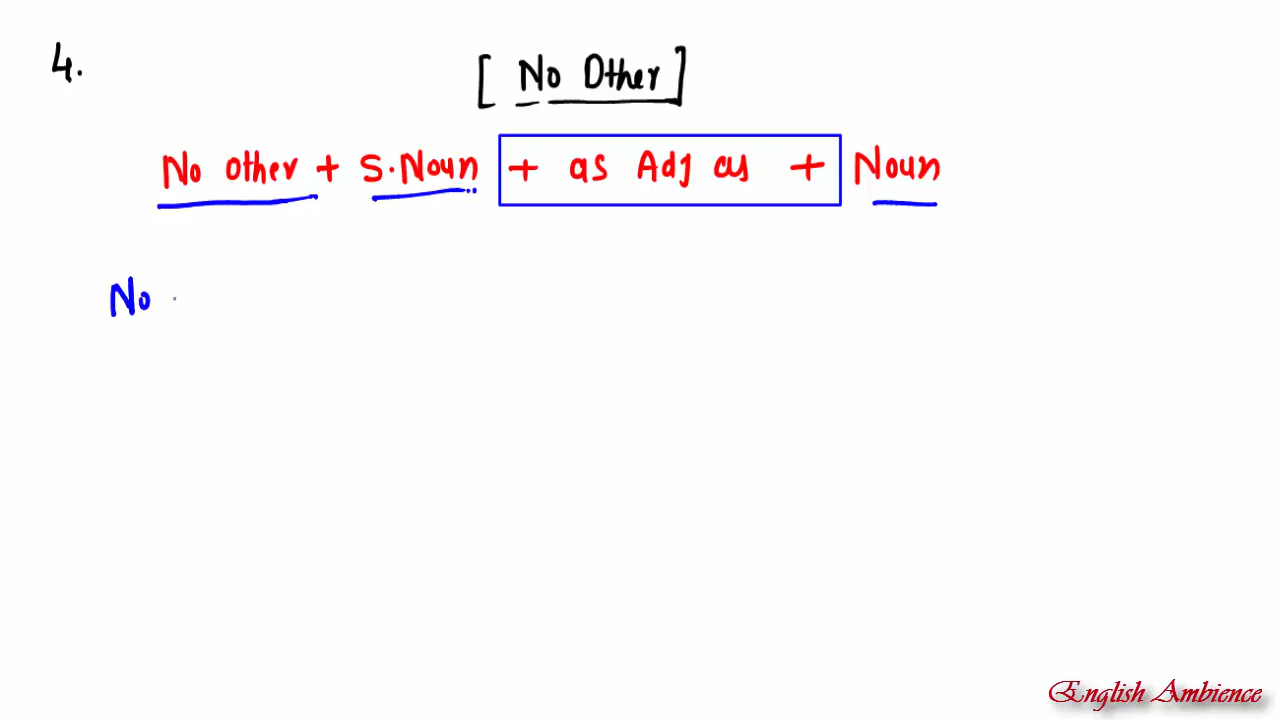 4.
[ No Other ]
No Other + S. Noun + as Adj as + Noun
No
English Ambience